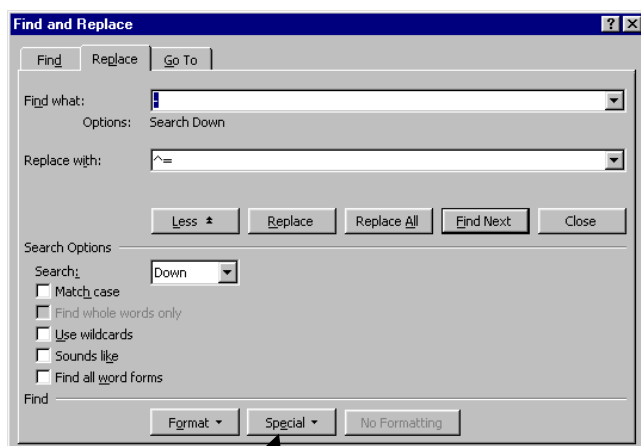 Find and Replace
Find Replace Go To
Find what: -
Options: Search Down
Replace with: ^=
Less Replace Replace All Find Next Close
Search Options
Search: Down
Match case
Find whole words only
Use wildcards
Sounds like
Find all word forms
Find
Format Special No Formatting